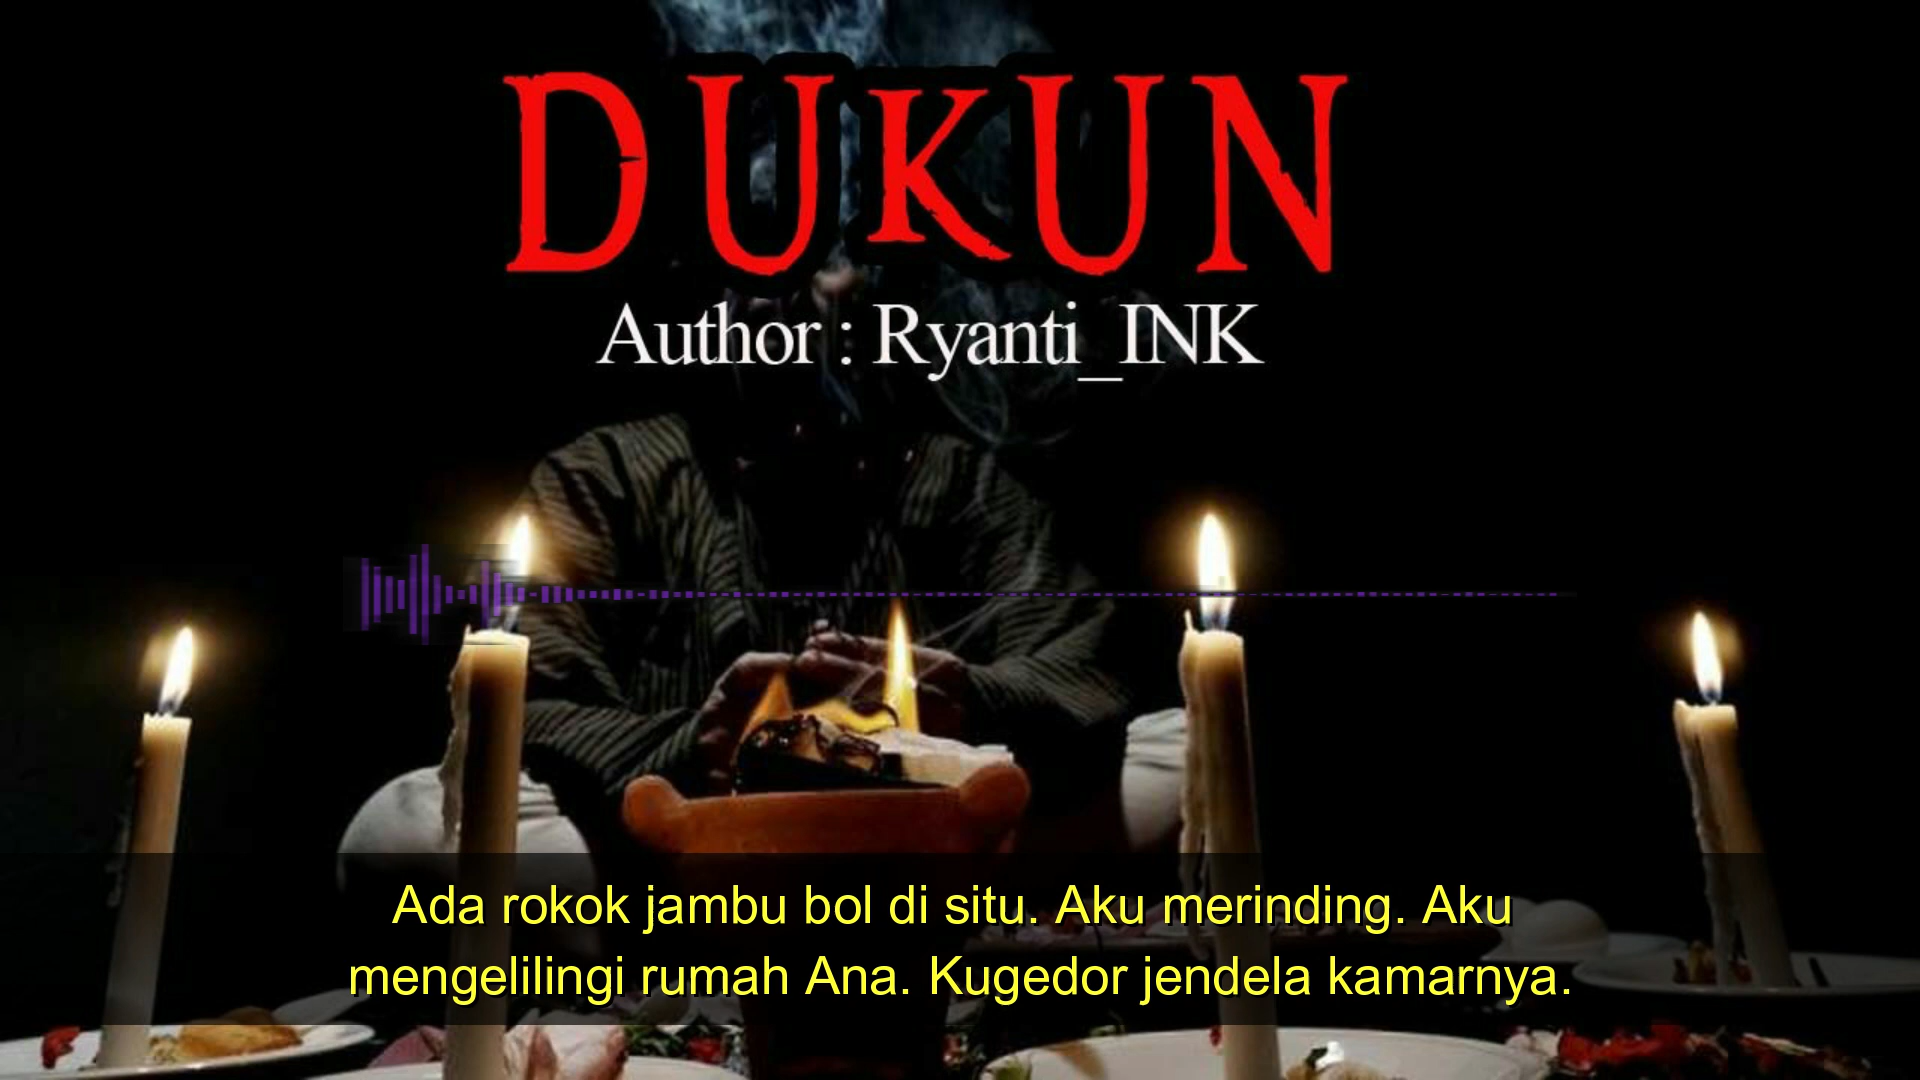 DUKUN
Author : Ryanti_INK
Ada rokok jambu bol di situ. Aku merinding. Aku
mengelilingi rumah Ana. Kugedor jendela kamarnya.